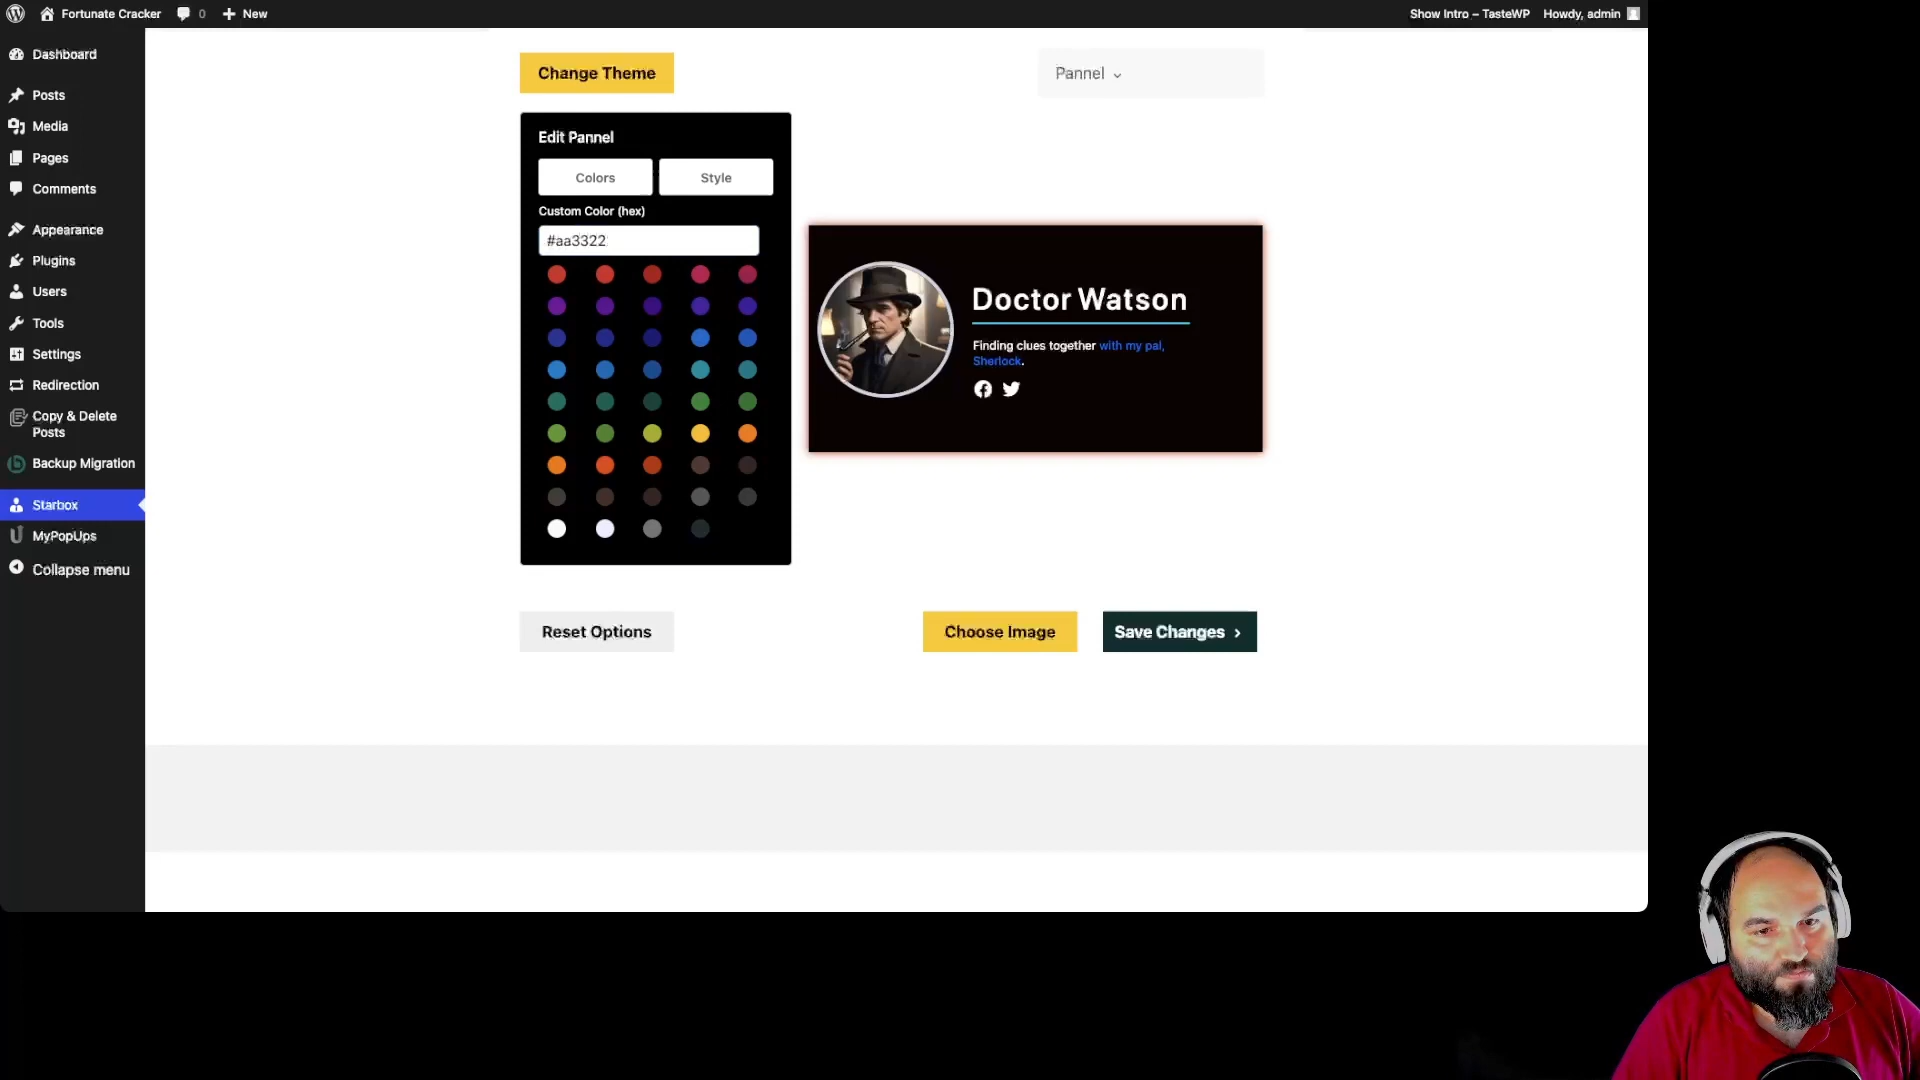 Fortunate Cracker
0
New
Show Intro – TasteWP
Howdy, admin
Dashboard
Posts
Media
Pages
Comments
Appearance
Plugins
Users
Tools
Settings
Redirection
Copy & Delete
Posts
Backup Migration
Starbox
MyPopUps
Collapse menu
Change Theme
Pannel
Edit Pannel
Colors
Style
Custom Color (hex)
#aa3322
Doctor Watson
Finding clues together with my pal,
Sherlock.
Reset Options
Choose Image
Save Changes